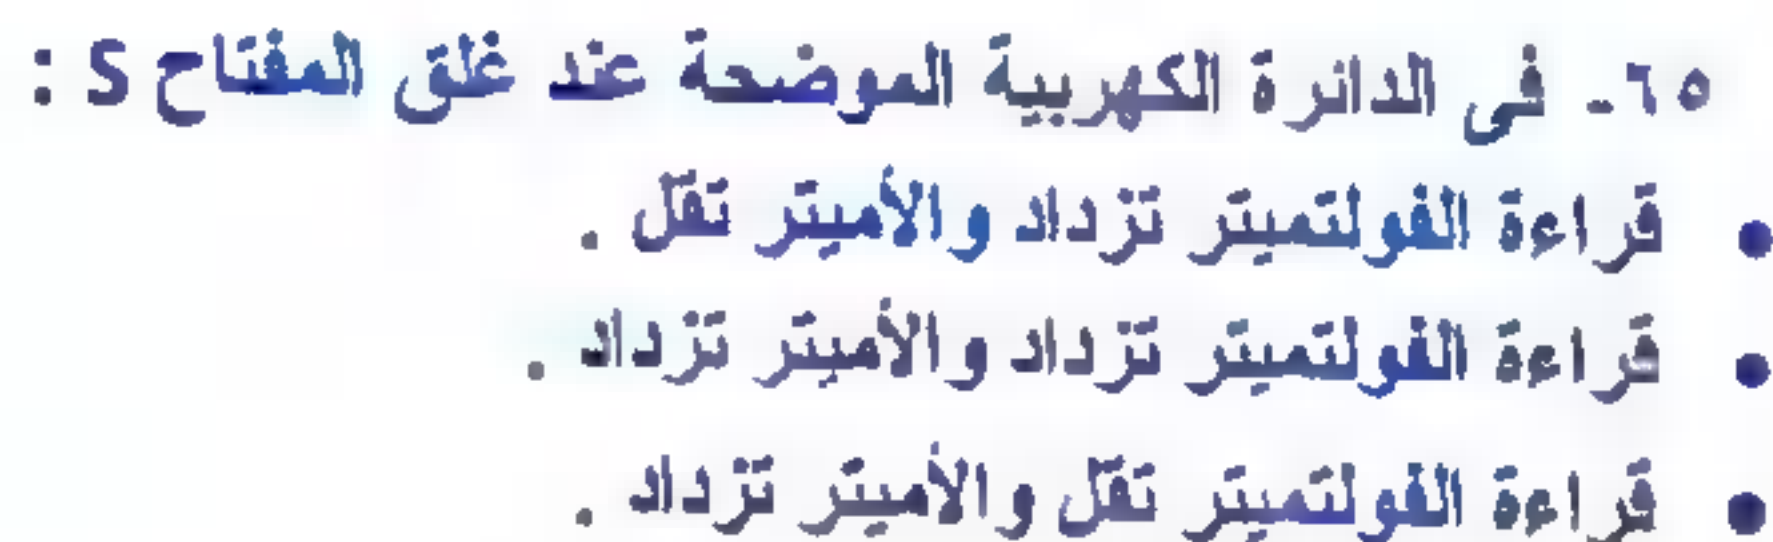 ٦٥- فى الدائرة الكهربية الموضحة عند غلق المفتاح S :
• قراءة الفولتميتر تزداد والأميتر تقل .
• قراءة الفولتميتر تزداد والأميتر تزداد .
• قراءة الفولتميتر تقل والأميتر تزداد .